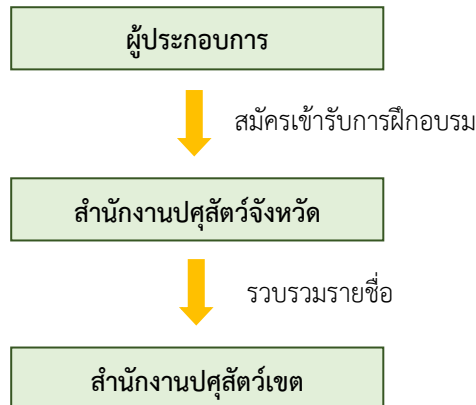 ผู้ประกอบการ
สมัครเข้ารับการฝึกอบรม
สำนักงานปศุสัตว์จังหวัด
รวบรวมรายชื่อ
สำนักงานปศุสัตว์เขต